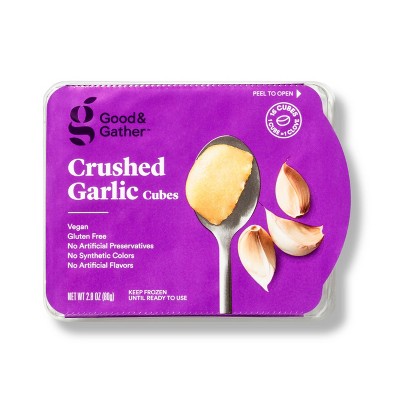 PEEL TO OPEN
g
Good&
Gather™
16 CUBES
1 CUBE = 1 CLOVE
Crushed
Garlic Cubes
Vegan
Gluten Free
No Artificial Preservatives
No Synthetic Colors
No Artificial Flavors
NET WT 2.8 OZ (80g)
KEEP FROZEN
UNTIL READY TO USE